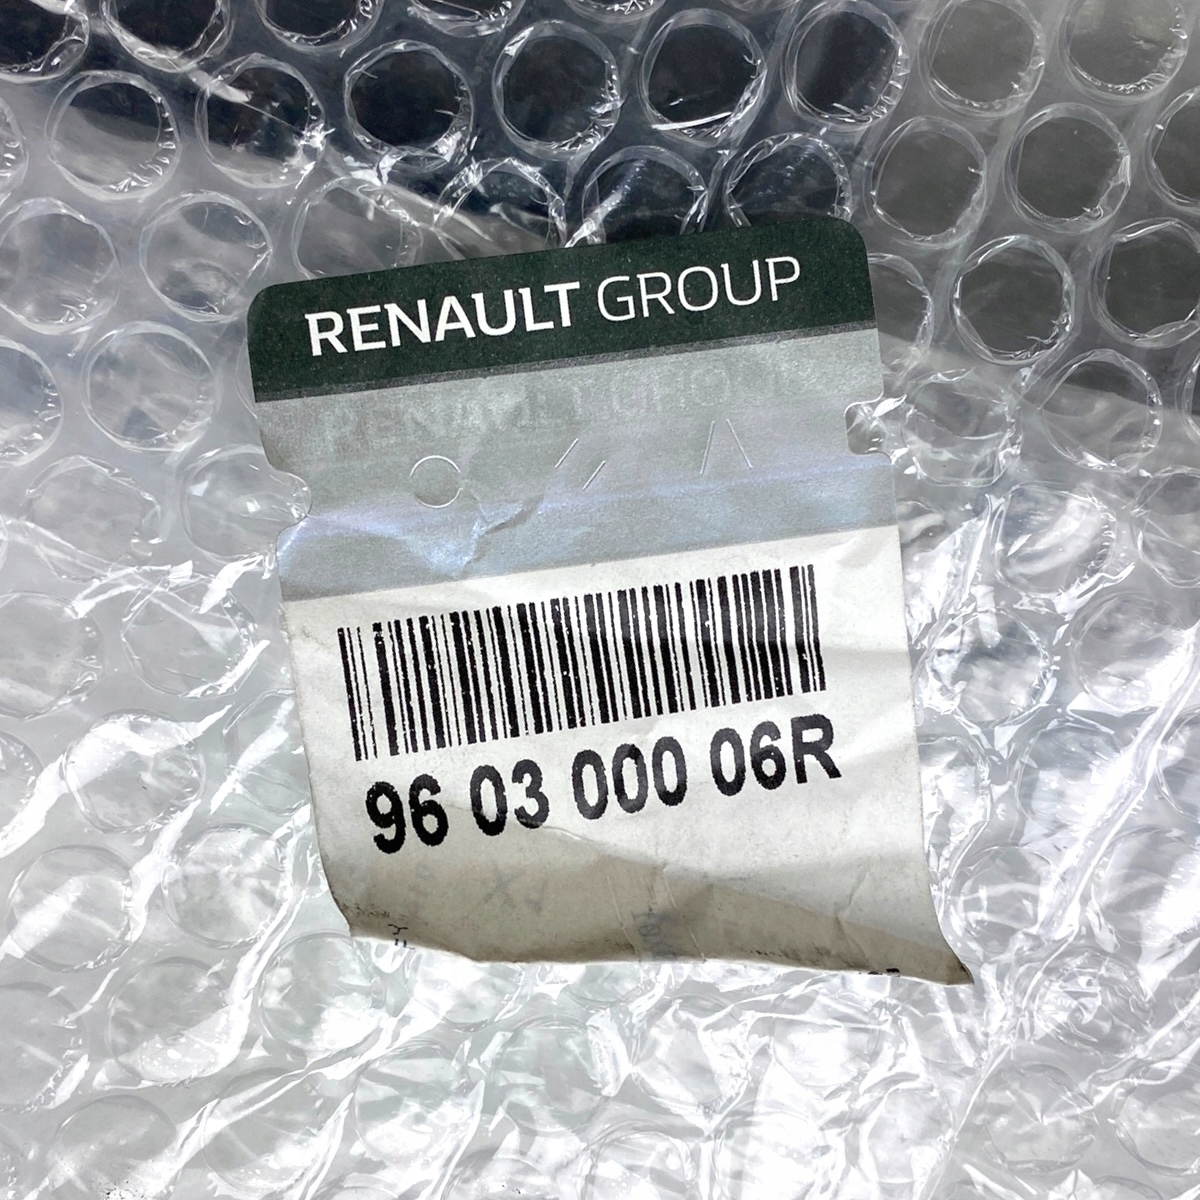 RENAULT GROUP
96 03 000 06R